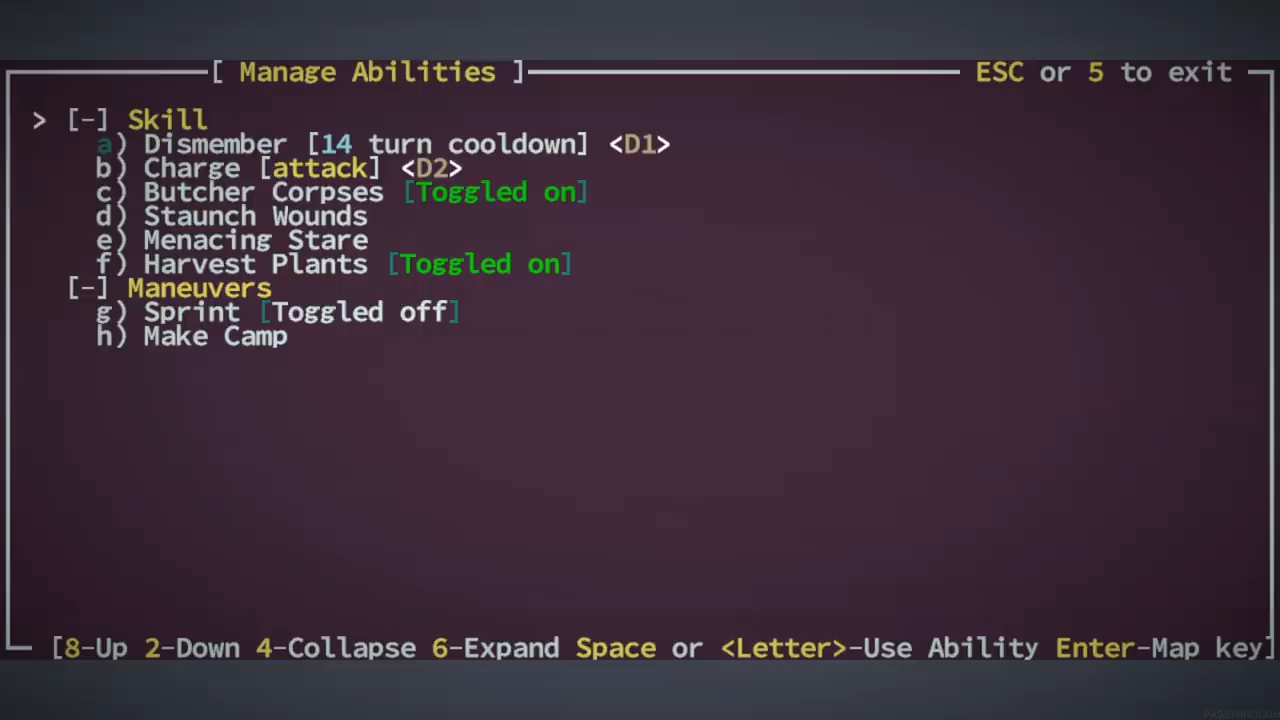 [ Manage Abilities ] ESC or 5 to exit
> [-] Skill
a) Dismember [14 turn cooldown] <D1>
b) Charge [attack] <D2>
c) Butcher Corpses [Toggled on]
d) Staunch Wounds
e) Menacing Stare
f) Harvest Plants [Toggled on]
[-] Maneuvers
g) Sprint [Toggled off]
h) Make Camp
[8-Up 2-Down 4-Collapse 6-Expand Space or <Letter>-Use Ability Enter-Map key]